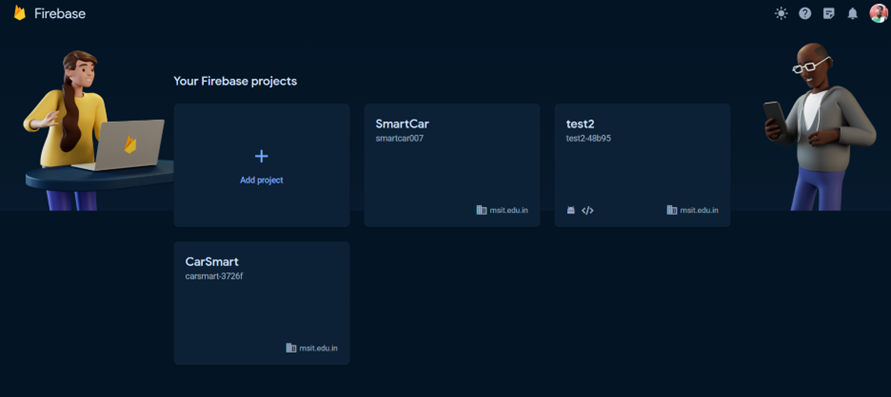 Firebase
Your Firebase projects
Add project
SmartCar
smartcar007
msit.edu.in
test2
test2-48b95
msit.edu.in
CarSmart
carsmart-3726f
msit.edu.in